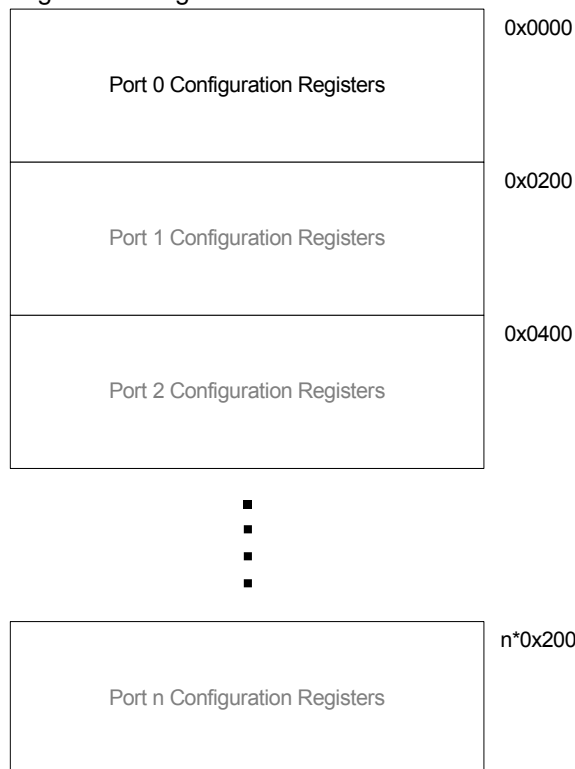 0x0000
Port 0 Configuration Registers
0x0200
Port 1 Configuration Registers
0x0400
Port 2 Configuration Registers
n*0x200
Port n Configuration Registers